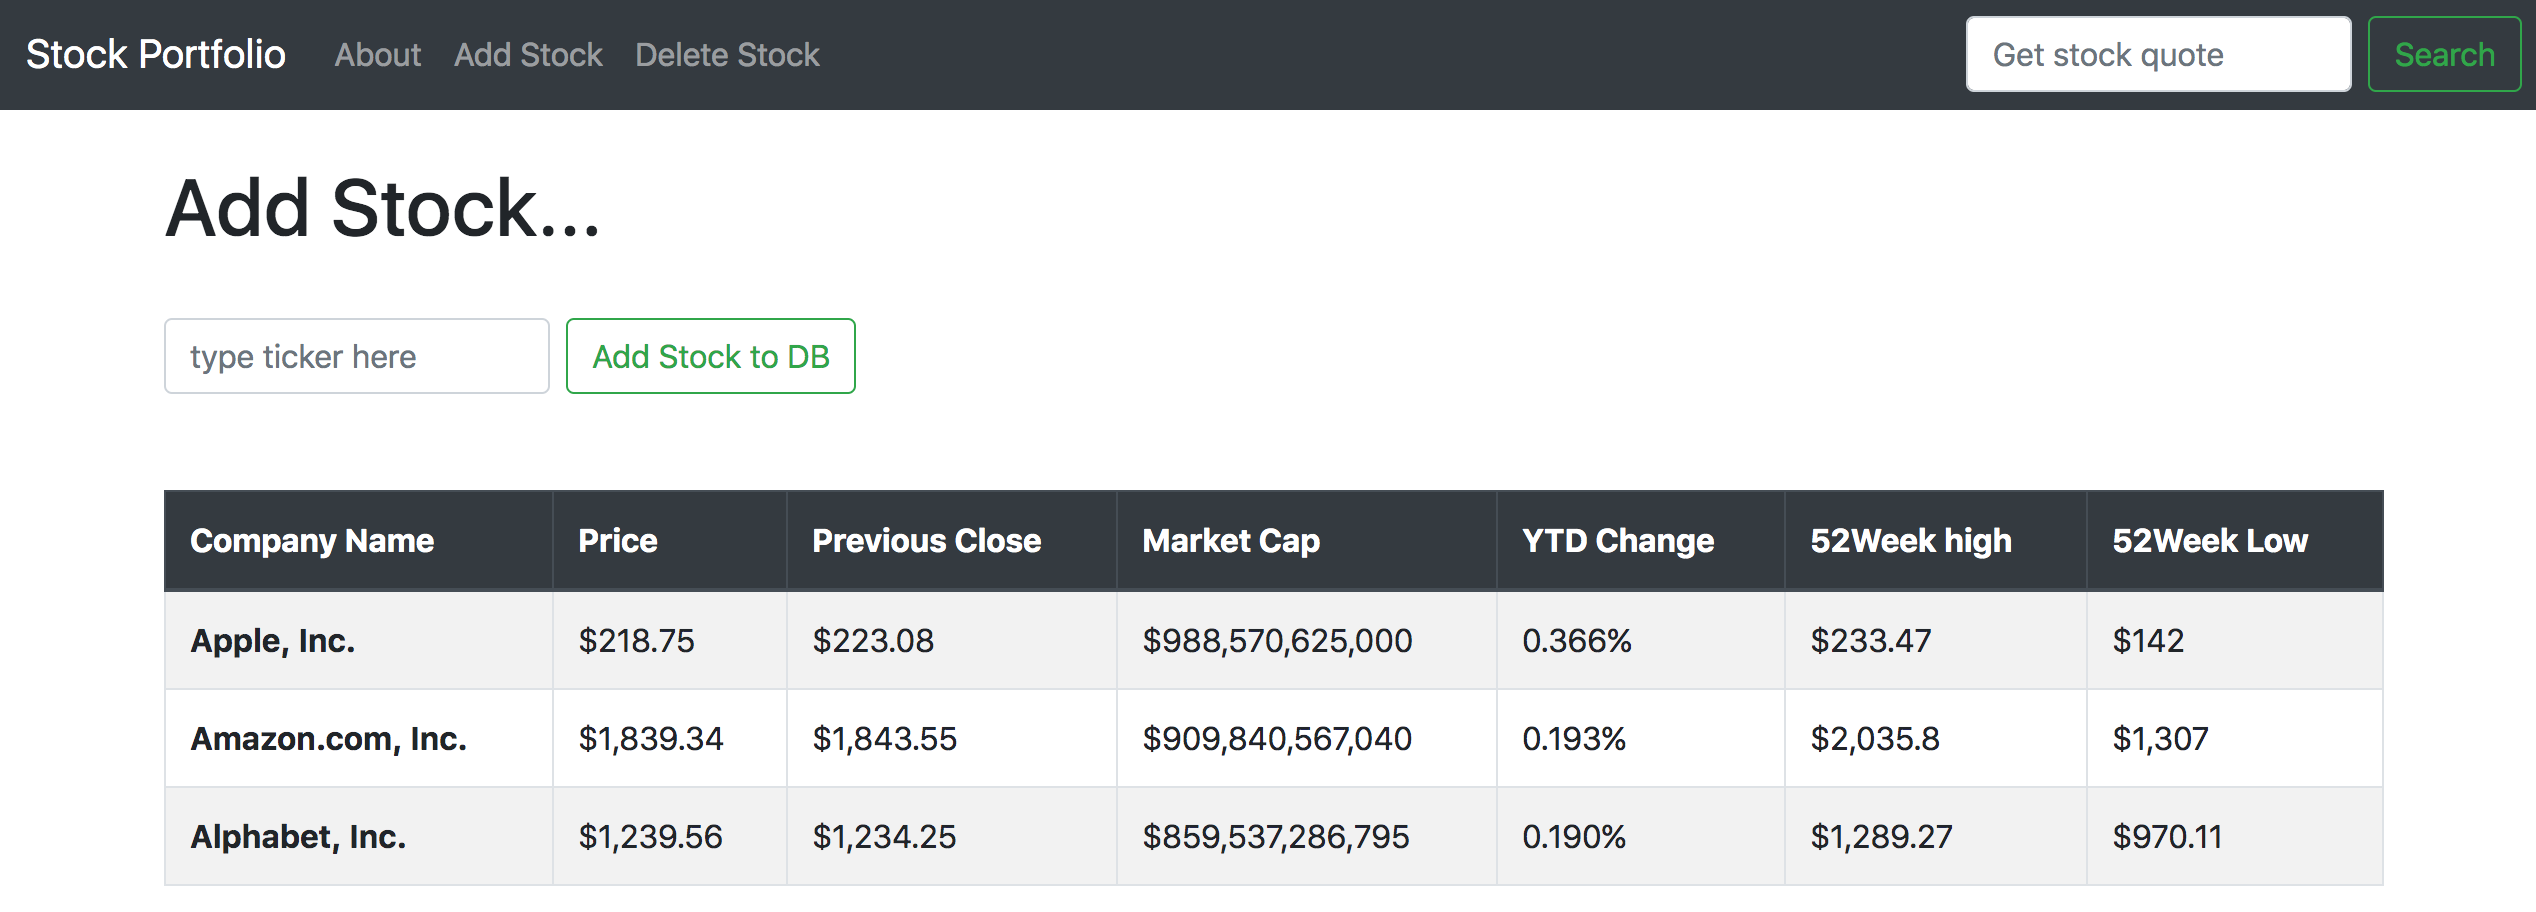 Stock Portfolio About Add Stock Delete Stock Get stock quote Search
Add Stock...
type ticker here Add Stock to DB
Company Name Price Previous Close Market Cap YTD Change 52Week high 52Week Low
Apple, Inc. $218.75 $223.08 $988,570,625,000 0.366% $233.47 $142
Amazon.com, Inc. $1,839.34 $1,843.55 $909,840,567,040 0.193% $2,035.8 $1,307
Alphabet, Inc. $1,239.56 $1,234.25 $859,537,286,795 0.190% $1,289.27 $970.11